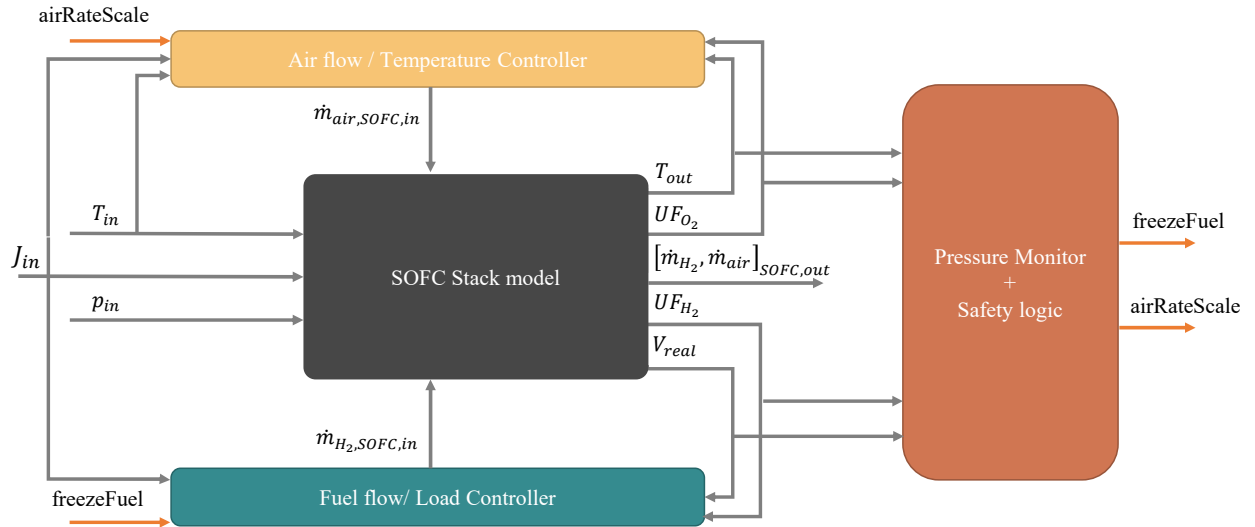 airRateScale
Air flow / Temperature Controller
ṁ_{air,SOFC,in}
T_{out}
T_{in}
UF_{O_2}
freezeFuel
J_{in}
SOFC Stack model
[ṁ_{H_2}, ṁ_{air}]_{SOFC,out}
Pressure Monitor
+
Safety logic
p_{in}
UF_{H_2}
airRateScale
V_{real}
ṁ_{H_2,SOFC,in}
Fuel flow/ Load Controller
freezeFuel